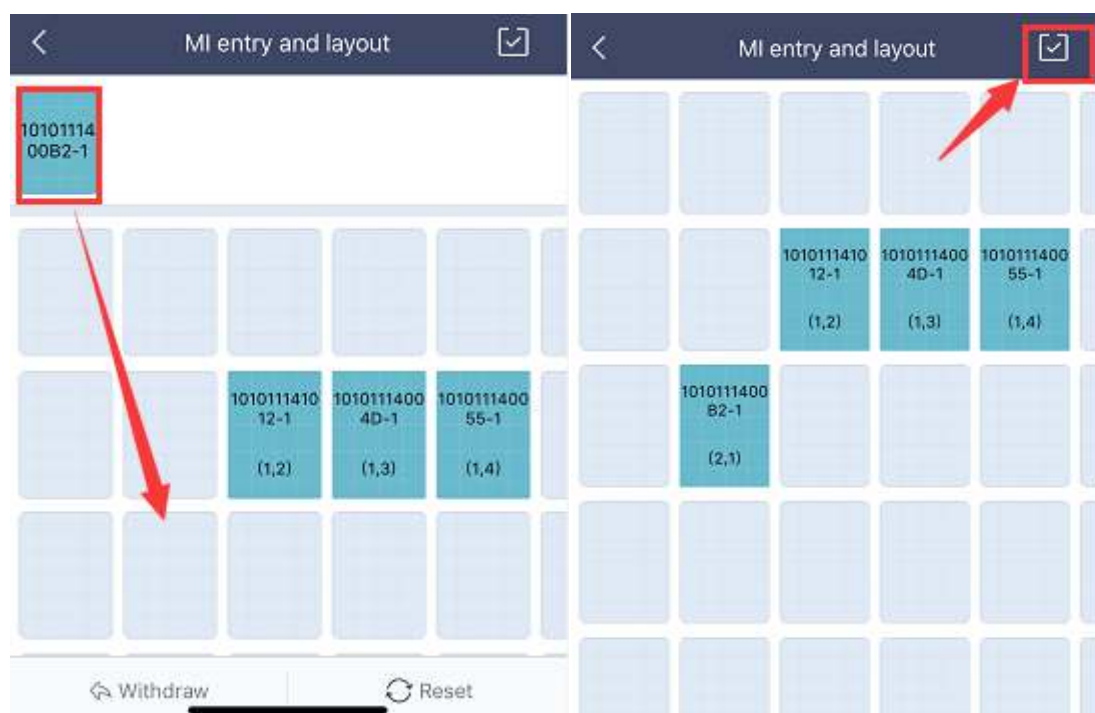 MI entry and layout
10101114
00B2-1
1010111410
12-1
(1,2)
1010111400
4D-1
(1,3)
1010111400
55-1
(1,4)
Withdraw
Reset
MI entry and layout
1010111410
12-1
(1,2)
1010111400
4D-1
(1,3)
1010111400
55-1
(1,4)
1010111400
B2-1
(2,1)